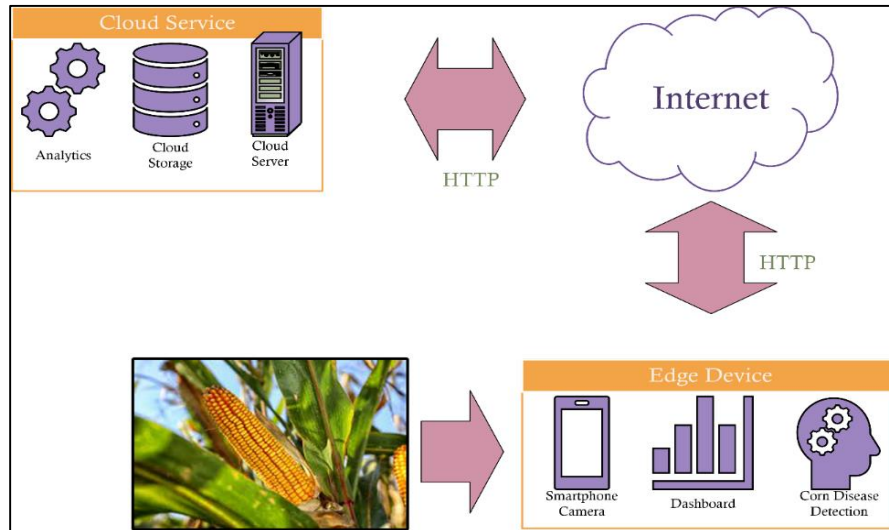 Cloud Service
Analytics
Cloud
Storage
Cloud
Server
HTTP
Internet
HTTP
Edge Device
Smartphone
Camera
Dashboard
Corn Disease
Detection